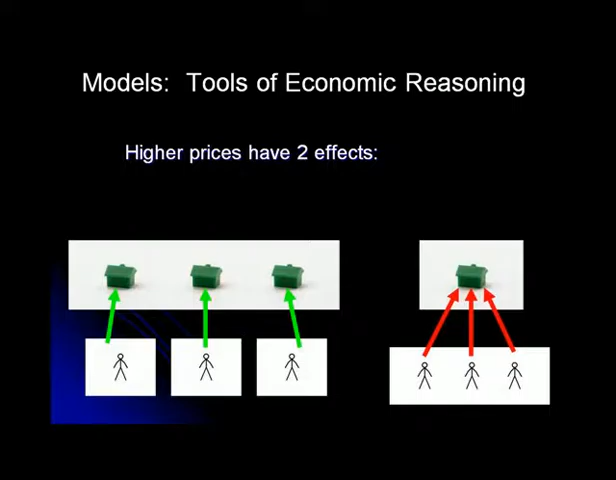 Models: Tools of Economic Reasoning
Higher prices have 2 effects: